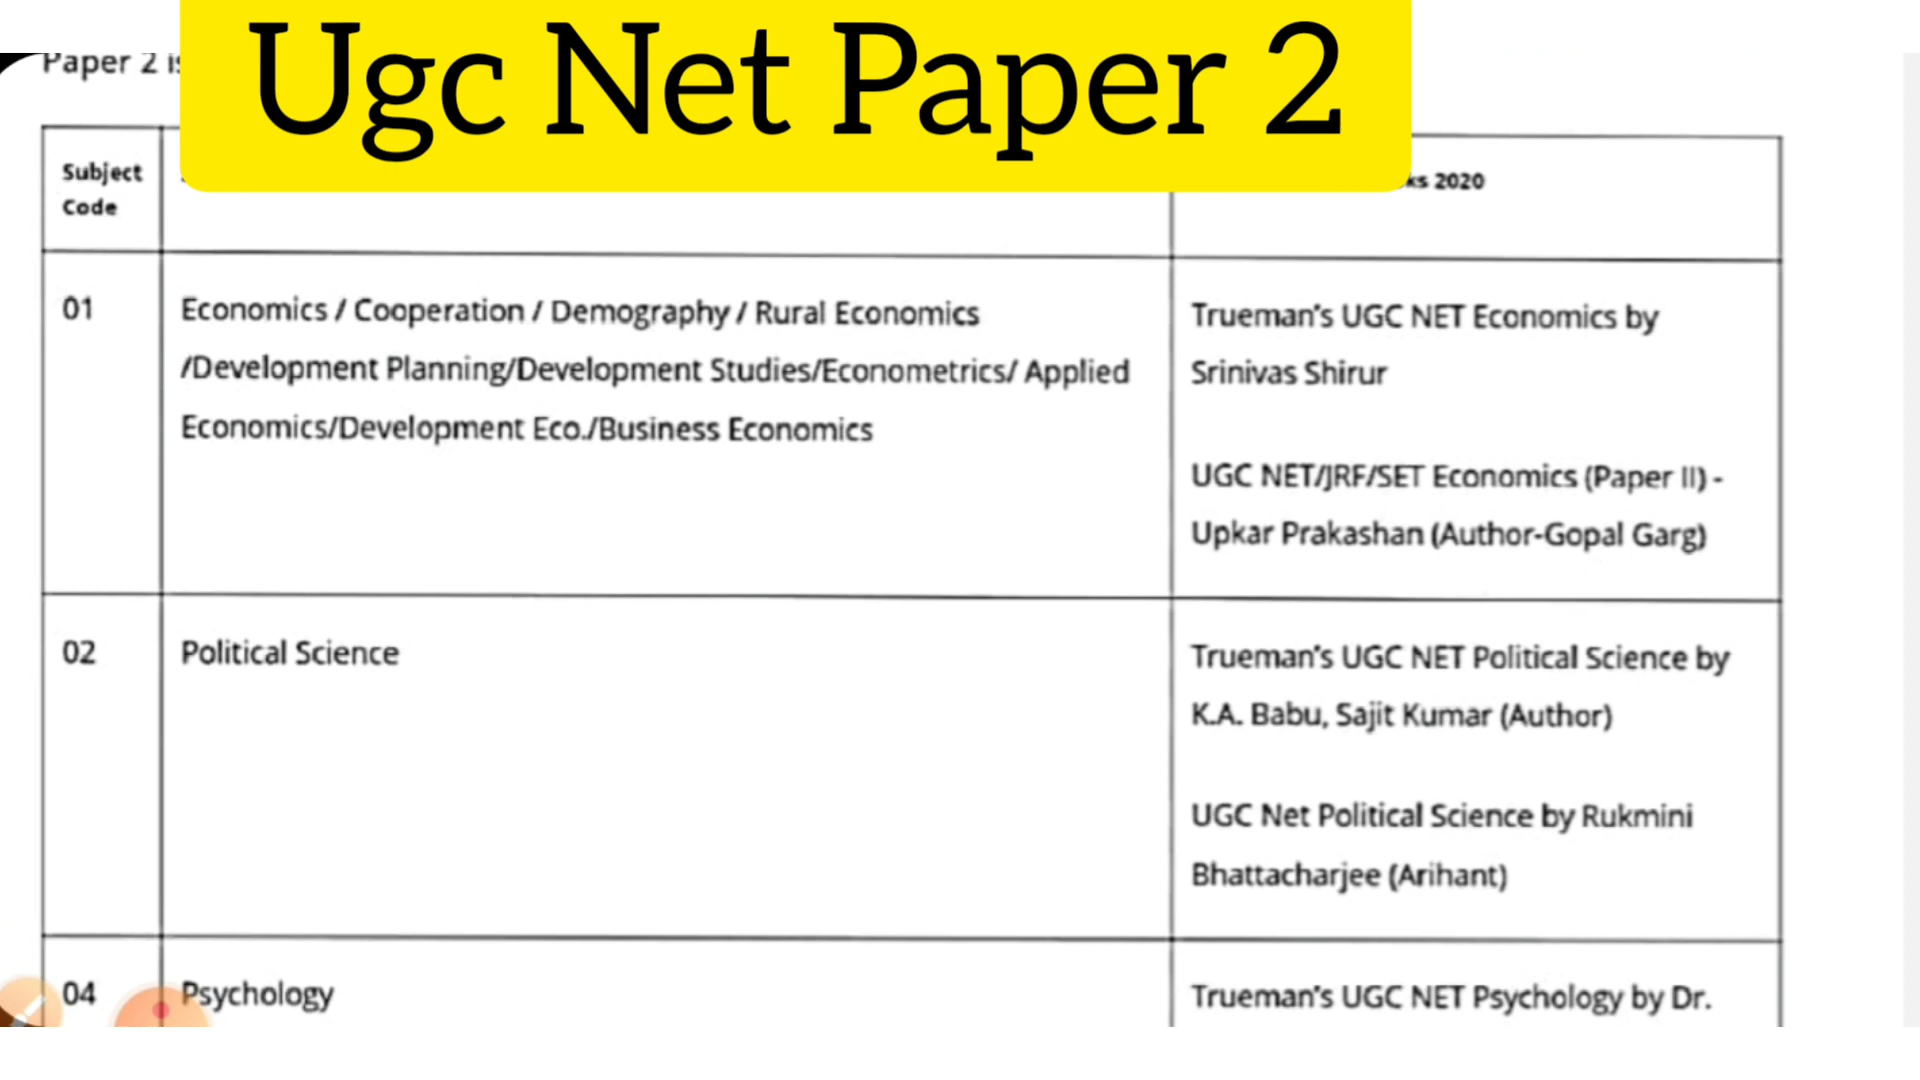 Ugc Net Paper 2
Paper 2
Subject
Code
2020
01
Economics / Cooperation / Demography / Rural Economics
/Development Planning/Development Studies/Econometrics/ Applied
Economics/Development Eco./Business Economics
Trueman's UGC NET Economics by
Srinivas Shirur
UGC NET/JRF/SET Economics (Paper II) -
Upkar Prakashan (Author-Gopal Garg)
02
Political Science
Trueman's UGC NET Political Science by
K.A. Babu, Sajit Kumar (Author)
UGC Net Political Science by Rukmini
Bhattacharjee (Arihant)
04
Psychology
Trueman's UGC NET Psychology by Dr.